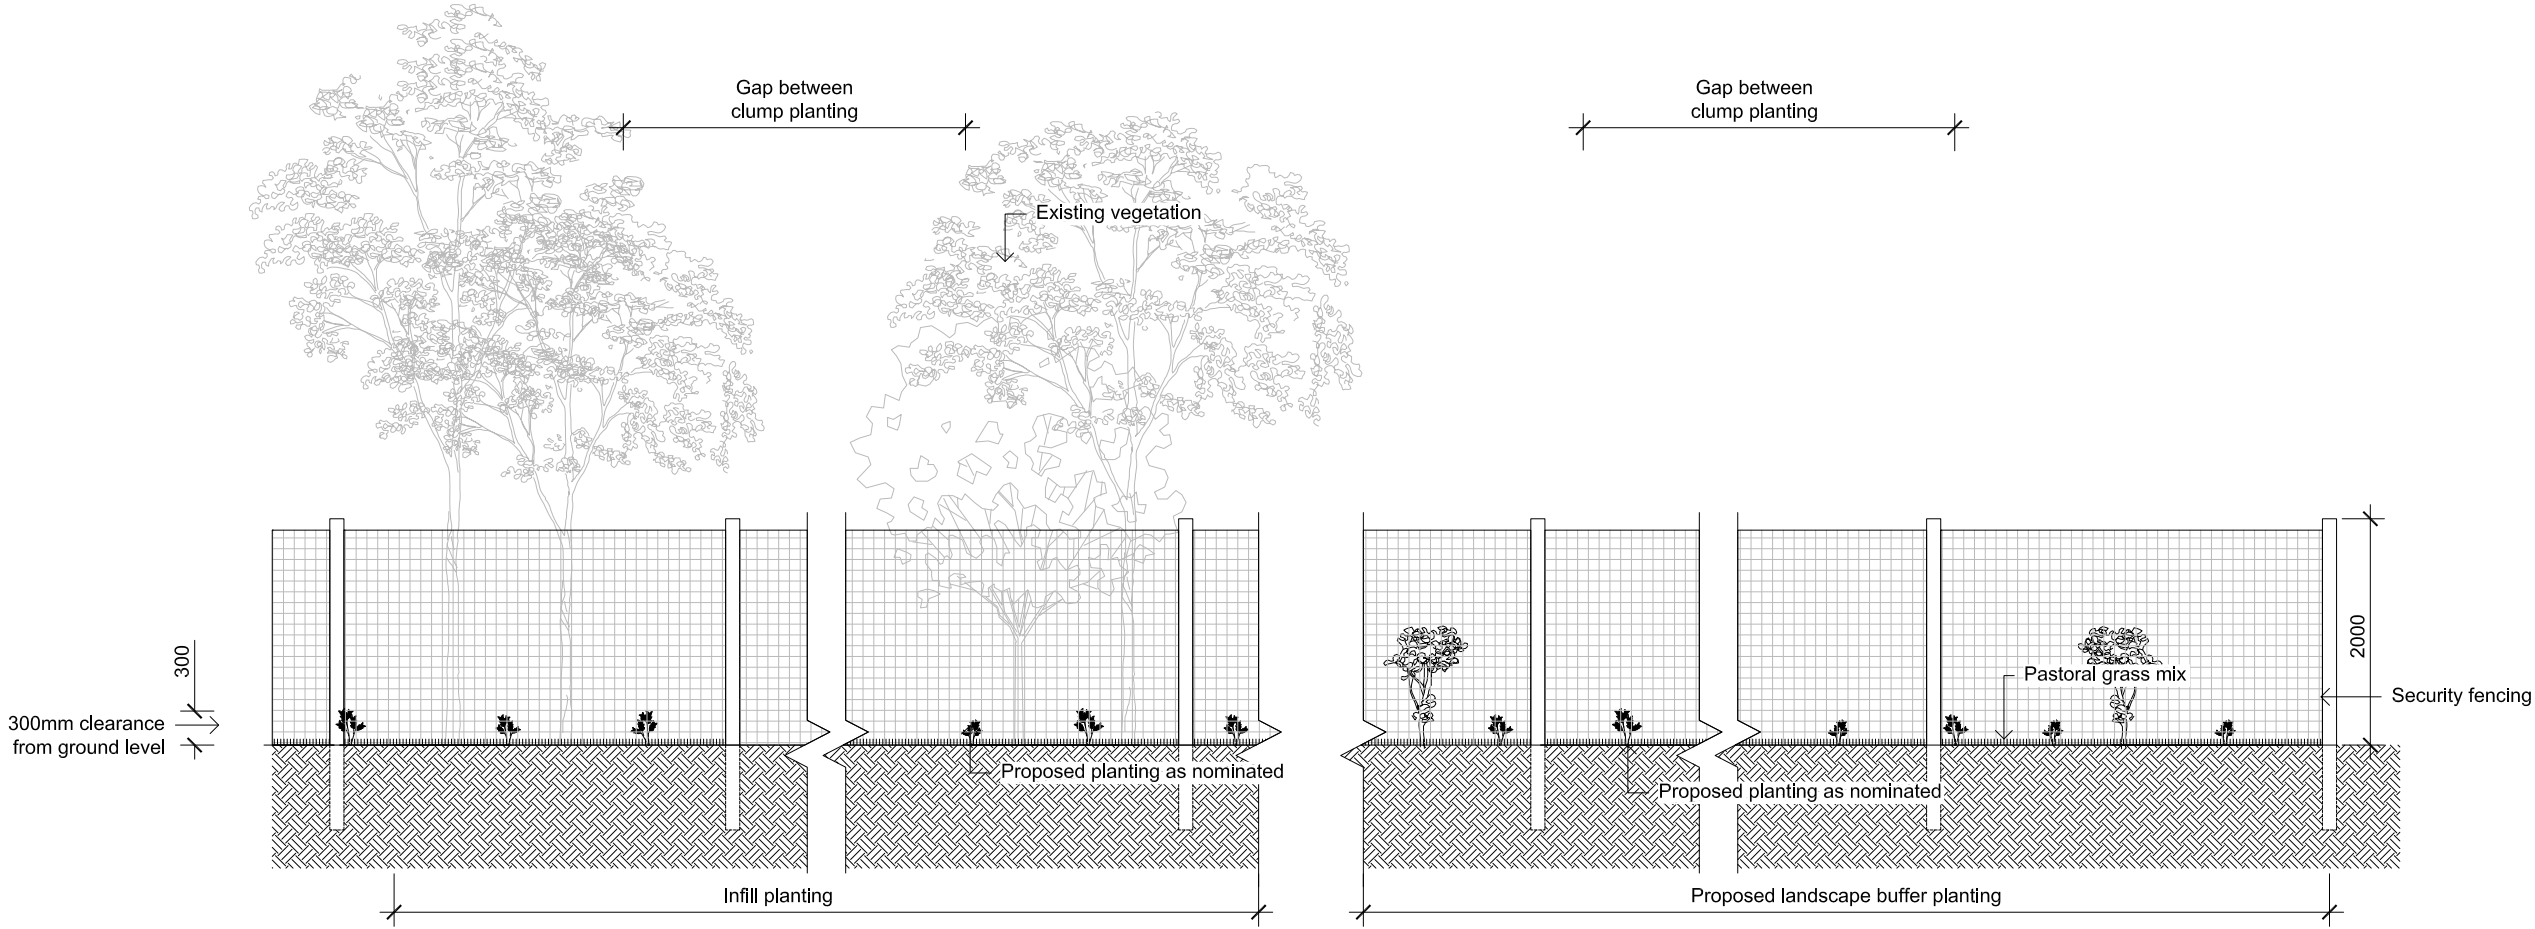 Gap between
clump planting
Gap between
clump planting
Existing vegetation
300
300mm clearance
from ground level
2000
Pastoral grass mix
Security fencing
Proposed planting as nominated
Proposed planting as nominated
Infill planting
Proposed landscape buffer planting